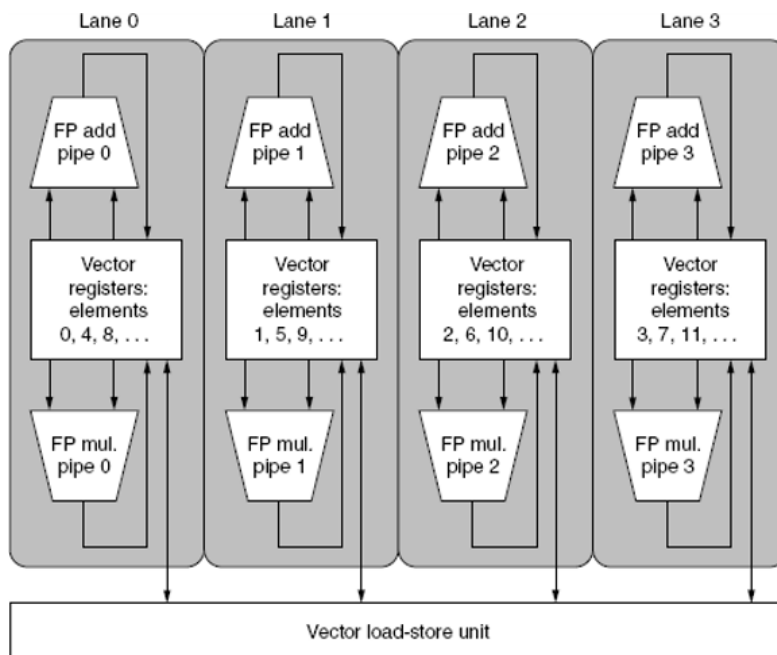 Lane 0
Lane 1
Lane 2
Lane 3
FP add
pipe 0
FP add
pipe 1
FP add
pipe 2
FP add
pipe 3
Vector
registers:
elements
0, 4, 8, . . .
Vector
registers:
elements
1, 5, 9, . . .
Vector
registers:
elements
2, 6, 10, . . .
Vector
registers:
elements
3, 7, 11, . . .
FP mul.
pipe 0
FP mul.
pipe 1
FP mul.
pipe 2
FP mul.
pipe 3
Vector load-store unit